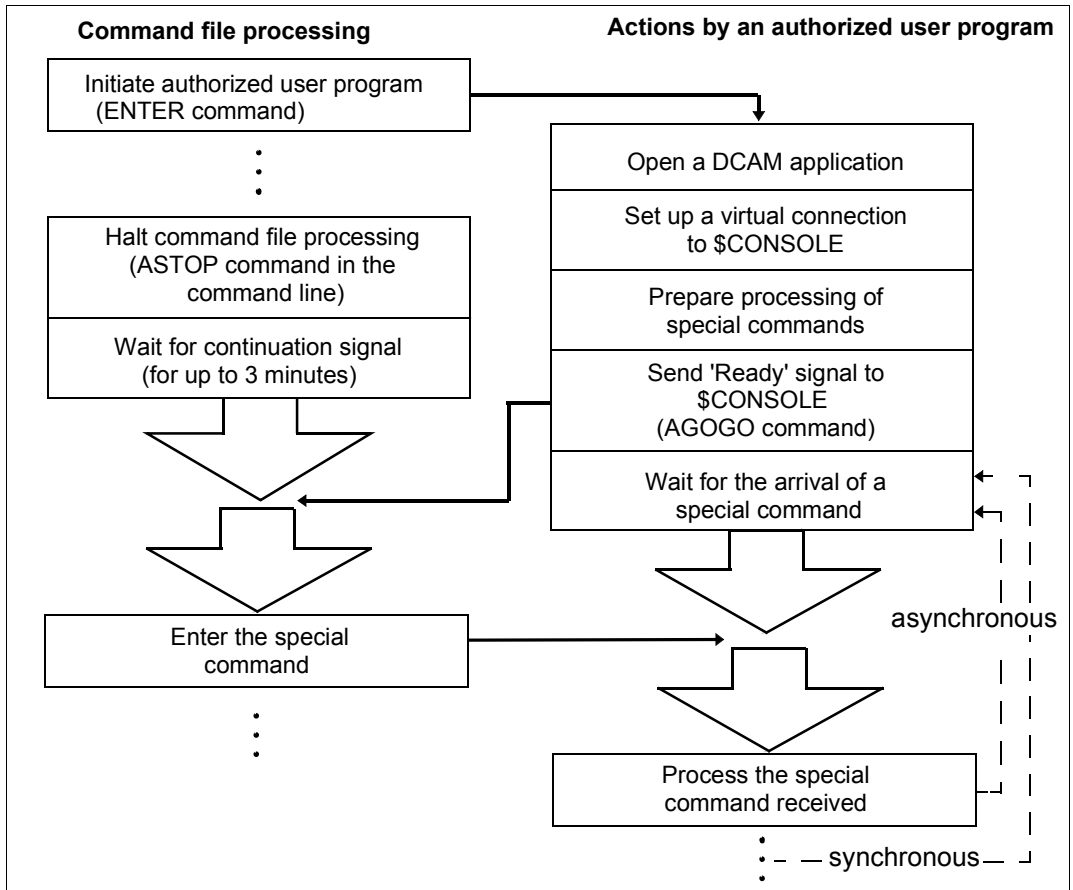 Command file processing
Actions by an authorized user program
Initiate authorized user program
(ENTER command)
Halt command file processing
(ASTOP command in the
command line)
Wait for continuation signal
(for up to 3 minutes)
Enter the special
command
Open a DCAM application
Set up a virtual connection
to $CONSOLE
Prepare processing of
special commands
Send 'Ready' signal to
$CONSOLE
(AGOGO command)
Wait for the arrival of a
special command
asynchronous
Process the special
command received
synchronous